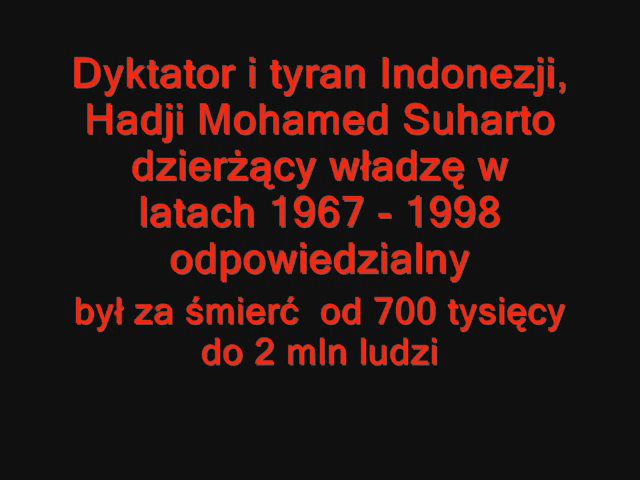 Dyktator i tyran Indonezji,
Hadji Mohamed Suharto
dzierżący władzę w
latach 1967 - 1998
odpowiedzialny
był za śmierć od 700 tysięcy
do 2 mln ludzi